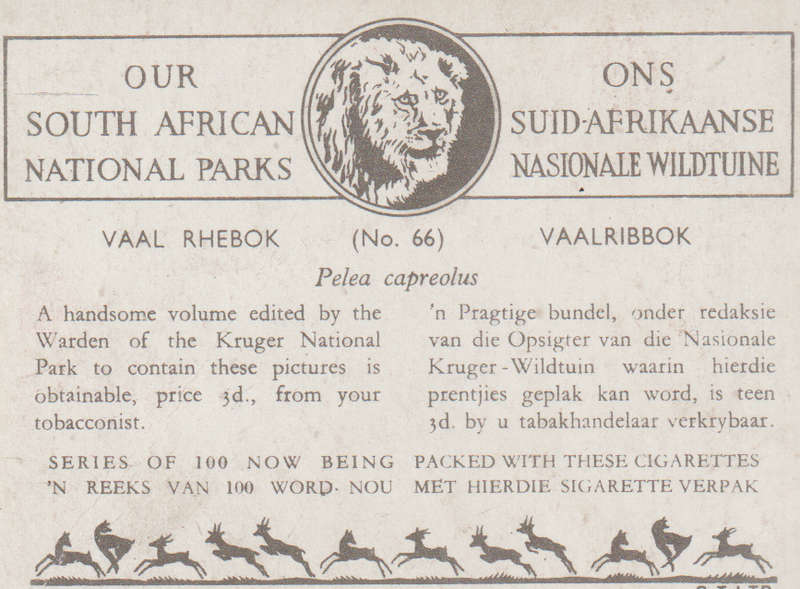 OUR
SOUTH AFRICAN
NATIONAL PARKS
ONS
SUID-AFRIKAANSE
NASIONALE WILDTUINE
VAAL RHEBOK (No. 66) VAALRIBBOK
Pelea capreolus
A handsome volume edited by the
Warden of the Kruger National
Park to contain these pictures is
obtainable, price 3d., from your
tobacconist.
'n Pragtige bundel, onder redaksie
van die Opsigter van die Nasionale
Kruger-Wildtuin waarin hierdie
prentjies geplak kan word, is teen
3d. by u tabakhandelaar verkrybaar.
SERIES OF 100 NOW BEING PACKED WITH THESE CIGARETTES
'N REEKS VAN 100 WORD NOU MET HIERDIE SIGARETTE VERPAK